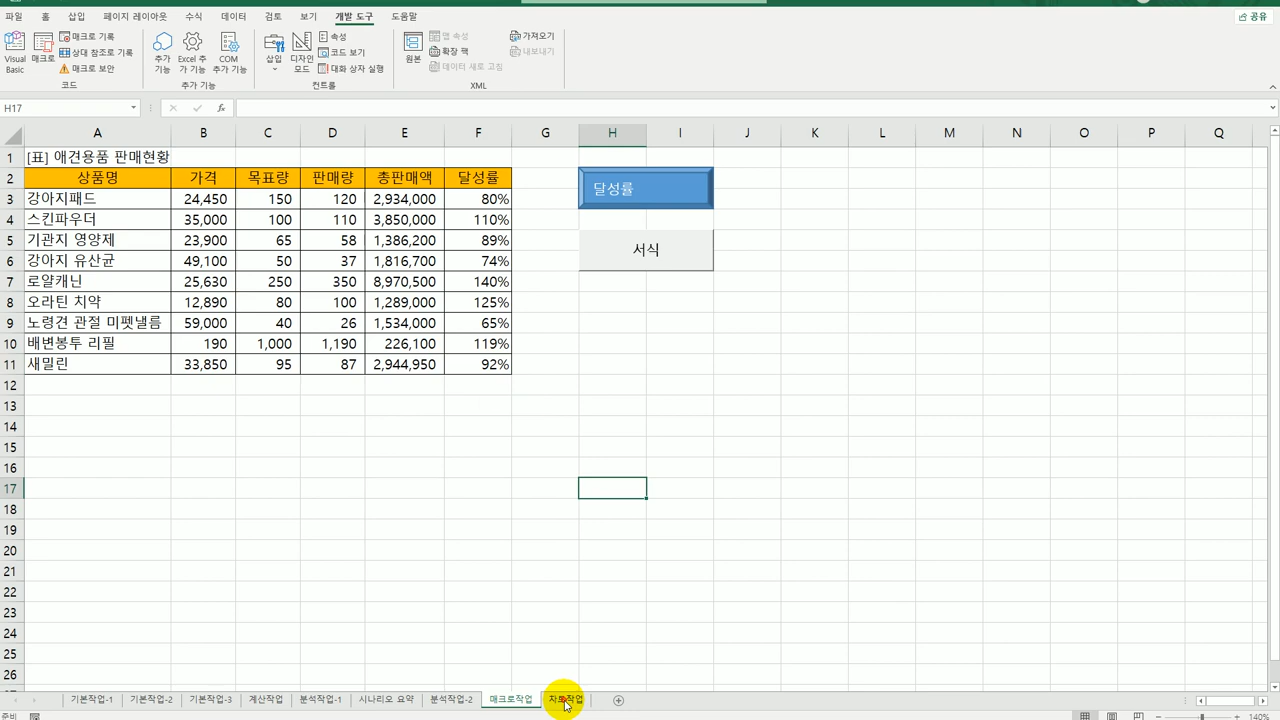 파일 홈 삽입 페이지 레이아웃 수식 데이터 검토 보기 개발 도구 도움말 공유
Visual Basic
매크로
매크로 기록
상대 참조로 기록
매크로 보안
코드
추가 기능
Excel 추가 기능
COM 추가 기능
추가 기능
삽입
디자인 모드
속성
코드 보기
대화 상자 실행
컨트롤
원본
맵 속성
확장 팩
데이터 새로 고침
가져오기
내보내기
XML
H17 fx
A B C D E F G H I J K L M N O P Q
1 [표] 애견용품 판매현황
2 상품명 가격 목표량 판매량 총판매액 달성률 달성률
3 강아지패드 24,450 150 120 2,934,000 80%
4 스킨파우더 35,000 100 110 3,850,000 110%
5 기관지 영양제 23,900 65 58 1,386,200 89% 서식
6 강아지 유산균 49,100 50 37 1,816,700 74%
7 로얄캐닌 25,630 250 350 8,970,500 140%
8 오라틴 치약 12,890 80 100 1,289,000 125%
9 노령견 관절 미펫낼름 59,000 40 26 1,534,000 65%
10 배변봉투 리필 190 1,000 1,190 226,100 119%
11 새밀린 33,850 95 87 2,944,950 92%
12
13
14
15
16
17
18
19
20
21
22
23
24
25
26
기본작업-1 기본작업-2 기본작업-3 계산작업 분석작업-1 시나리오 요약 분석작업-2 매크로작업
준비 140%